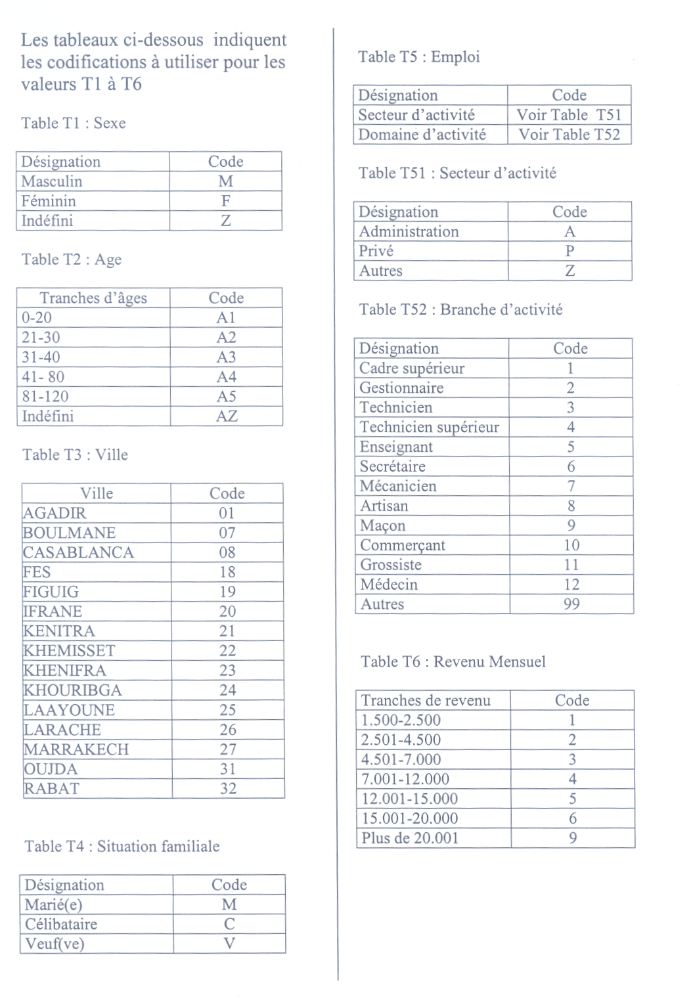 Les tableaux ci-dessous indiquent
les codifications à utiliser pour les
valeurs T1 à T6
Table T1 : Sexe
Désignation Code
Masculin M
Féminin F
Indéfini Z
Table T2 : Age
Tranches d'âges Code
0-20 A1
21-30 A2
31-40 A3
41- 80 A4
81-120 A5
Indéfini AZ
Table T3 : Ville
Ville Code
AGADIR 01
BOULMANE 07
CASABLANCA 08
FES 18
FIGUIG 19
IFRANE 20
KENITRA 21
KHEMISSET 22
KHENIFRA 23
KHOURIBGA 24
LAAYOUNE 25
LARACHE 26
MARRAKECH 27
OUJDA 31
RABAT 32
Table T4 : Situation familiale
Désignation Code
Marié(e) M
Célibataire C
Veuf(ve) V
Table T5 : Emploi
Désignation Code
Secteur d'activité Voir Table T51
Domaine d'activité Voir Table T52
Table T51 : Secteur d'activité
Désignation Code
Administration A
Privé P
Autres Z
Table T52 : Branche d'activité
Désignation Code
Cadre supérieur 1
Gestionnaire 2
Technicien 3
Technicien supérieur 4
Enseignant 5
Secrétaire 6
Mécanicien 7
Artisan 8
Maçon 9
Commerçant 10
Grossiste 11
Médecin 12
Autres 99
Table T6 : Revenu Mensuel
Tranches de revenu Code
1.500-2.500 1
2.501-4.500 2
4.501-7.000 3
7.001-12.000 4
12.001-15.000 5
15.001-20.000 6
Plus de 20.001 9